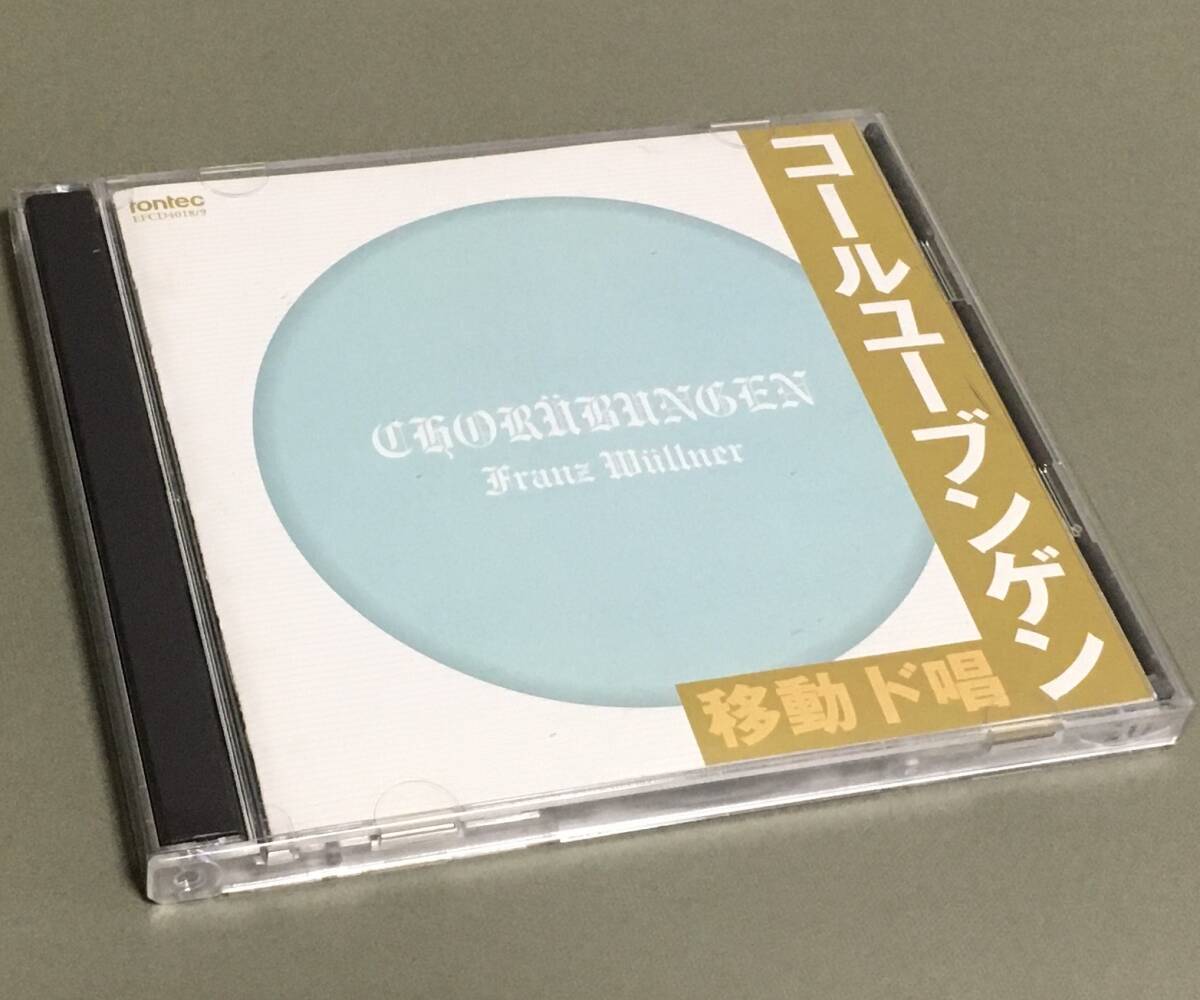 fontec
EFCD4018/9
CHORÜBUNGEN
Franz Wüllner
コールユーブンゲン
移動ド唱